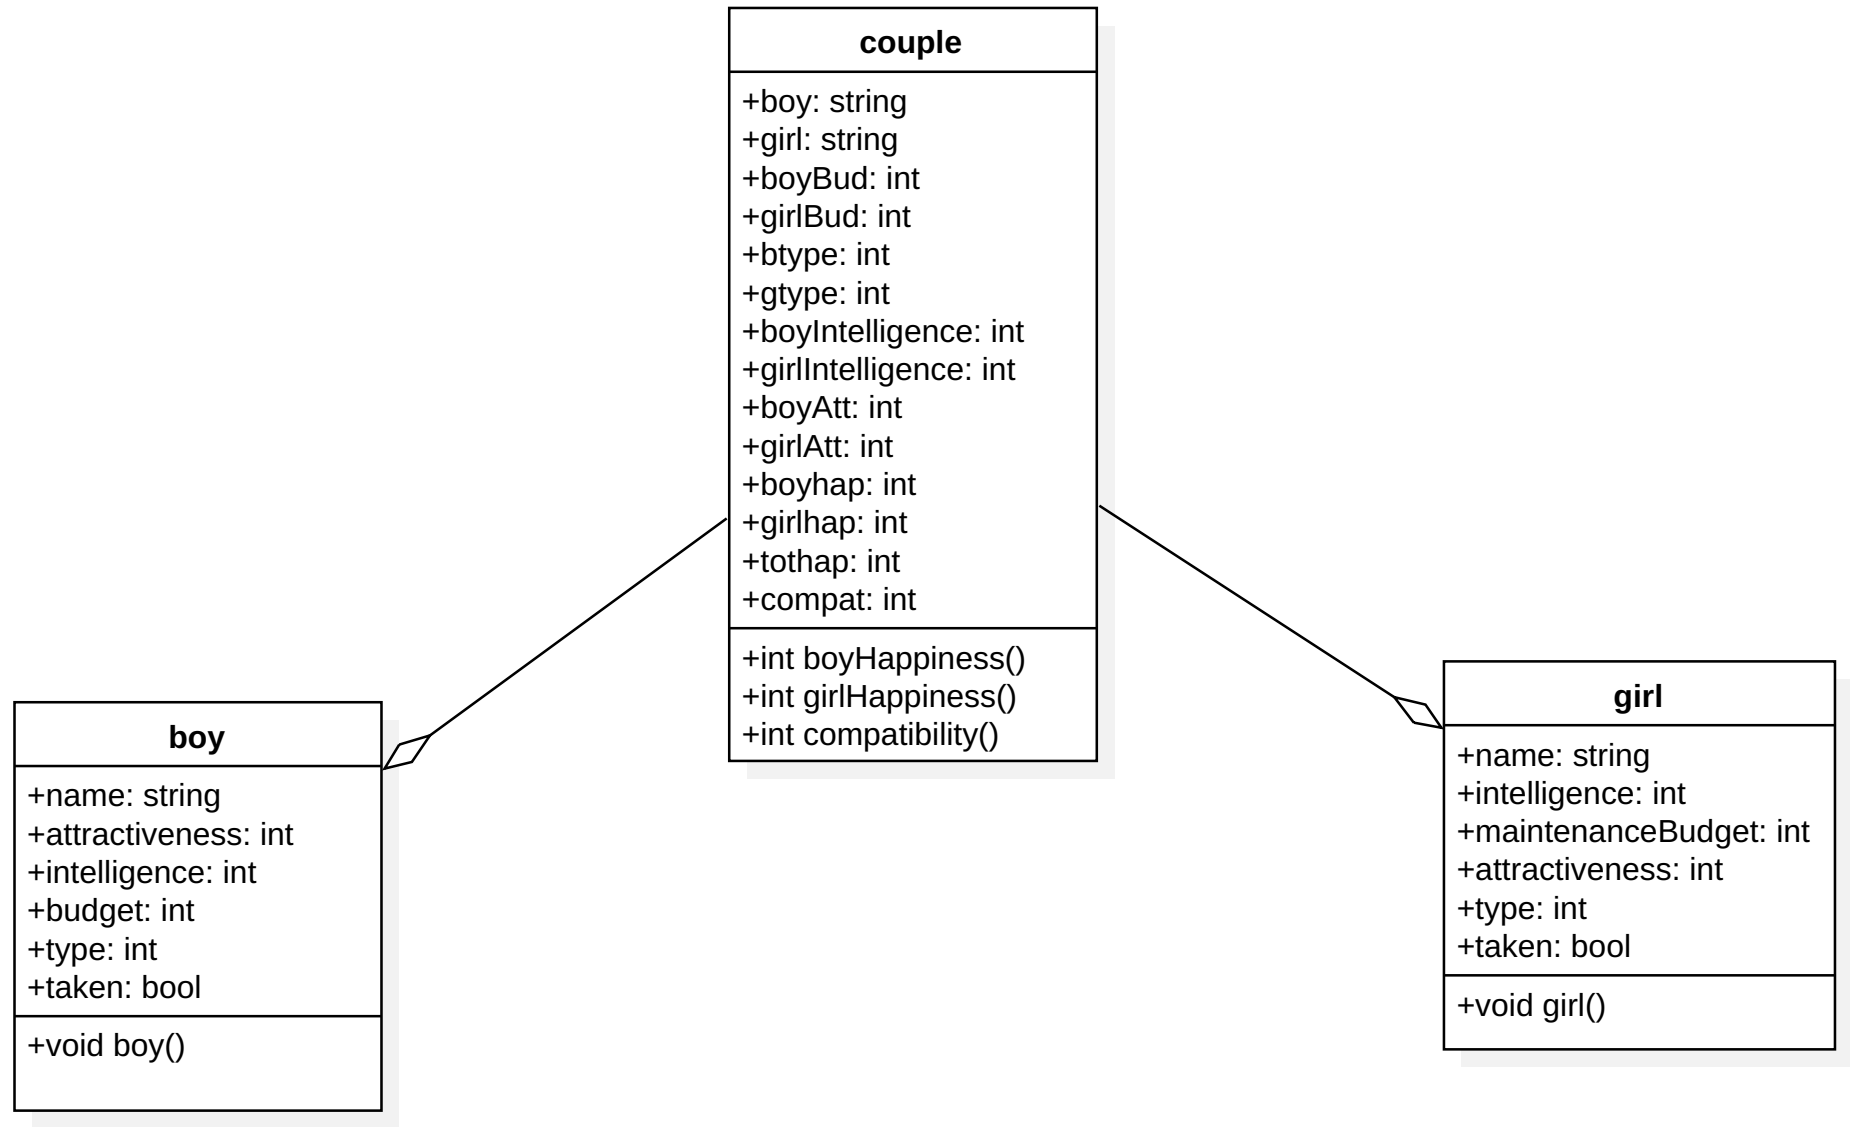 couple
+boy: string
+girl: string
+boyBud: int
+girlBud: int
+btype: int
+gtype: int
+boyIntelligence: int
+girlIntelligence: int
+boyAtt: int
+girlAtt: int
+boyhap: int
+girlhap: int
+tothap: int
+compat: int
+int boyHappiness()
+int girlHappiness()
+int compatibility()
boy
+name: string
+attractiveness: int
+intelligence: int
+budget: int
+type: int
+taken: bool
+void boy()
girl
+name: string
+intelligence: int
+maintenanceBudget: int
+attractiveness: int
+type: int
+taken: bool
+void girl()